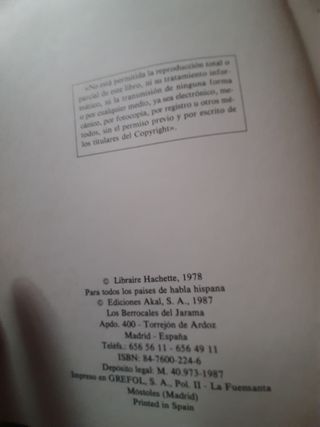 «No está permitida la reproducción total o
parcial de este libro, ni su tratamiento infor-
mático, ni la transmisión de ninguna forma
o por cualquier medio, ya sea electrónico, me-
cánico, por fotocopia, por registro u otros mé-
todos, sin el permiso previo y por escrito de
los titulares del Copyright».
© Libraire Hachette, 1978
Para todos los paises de habla hispana
© Ediciones Akal, S. A., 1987
Los Berrocales del Jarama
Apdo. 400 - Torrejón de Ardoz
Madrid - España
Teléfs.: 656 56 11 - 656 49 11
ISBN: 84-7600-224-6
Depósito legal: M. 40.973-1987
Impreso en GREFOL, S. A., Pol. II - La Fuensanta
Móstoles (Madrid)
Printed in Spain